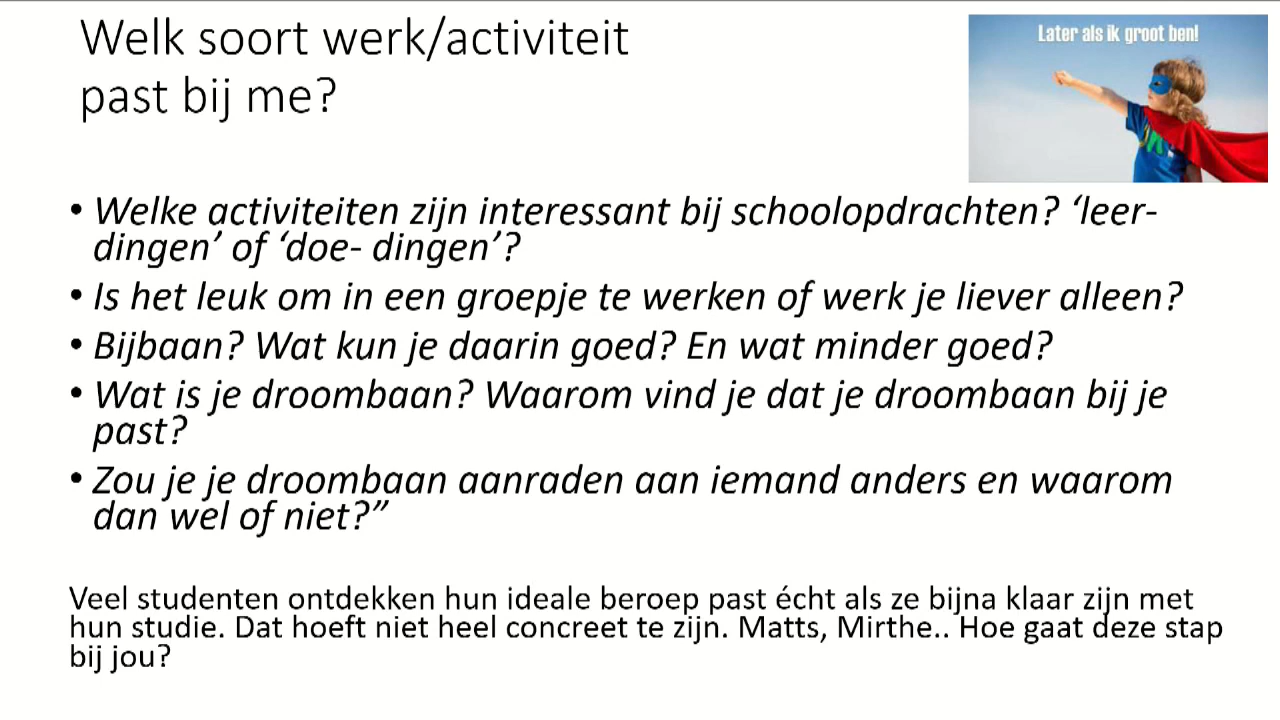 Welk soort werk/activiteit
past bij me?
Later als ik groot ben!
• Welke activiteiten zijn interessant bij schoolopdrachten? ‘leer-
dingen’ of ‘doe- dingen’?
• Is het leuk om in een groepje te werken of werk je liever alleen?
• Bijbaan? Wat kun je daarin goed? En wat minder goed?
• Wat is je droombaan? Waarom vind je dat je droombaan bij je
past?
• Zou je je droombaan aanraden aan iemand anders en waarom
dan wel of niet?”
Veel studenten ontdekken hun ideale beroep past écht als ze bijna klaar zijn met
hun studie. Dat hoeft niet heel concreet te zijn. Matts, Mirthe.. Hoe gaat deze stap
bij jou?